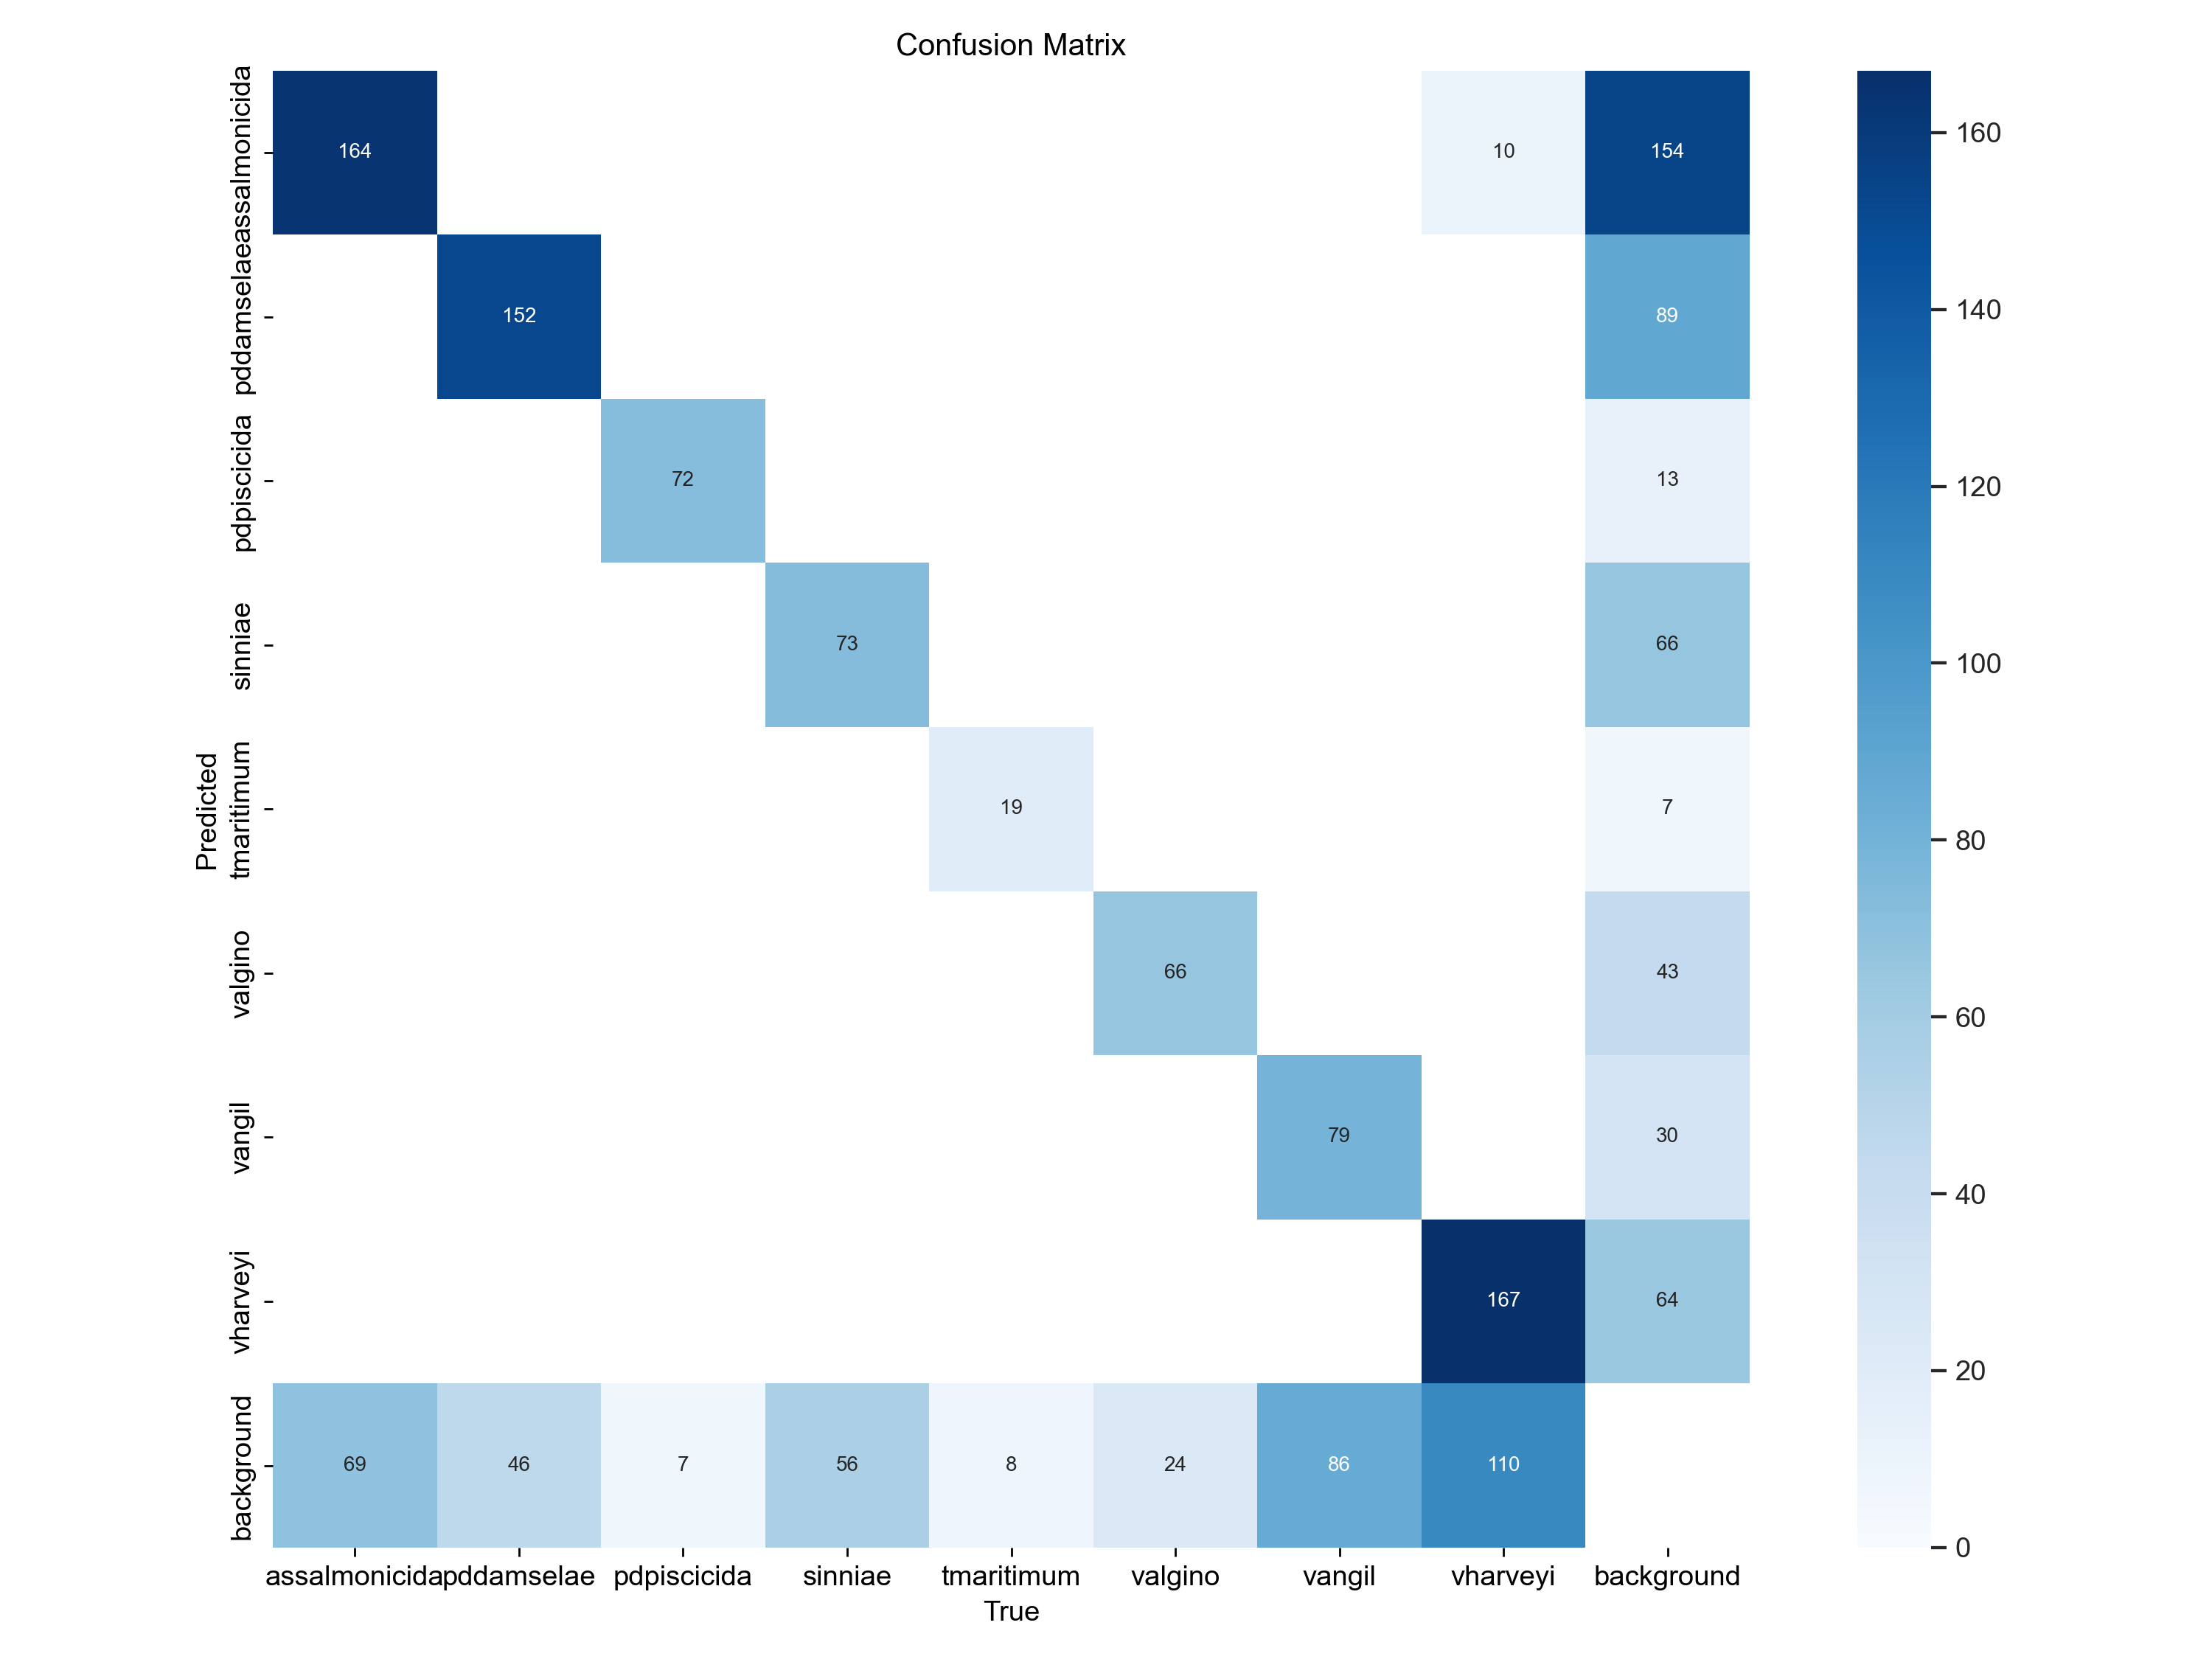 Confusion Matrix
assalmonicida
164
10
154
160
pddamselae
152
89
140
pdpiscicida
72
13
120
sinniae
73
66
100
Predicted
tmaritimum
19
7
80
valgino
66
43
60
vangil
79
30
40
vharveyi
167
64
20
background
69
46
7
56
8
24
86
110
0
assalmonicida pddamselae pdpiscicida sinniae tmaritimum valgino vangil vharveyi background
True